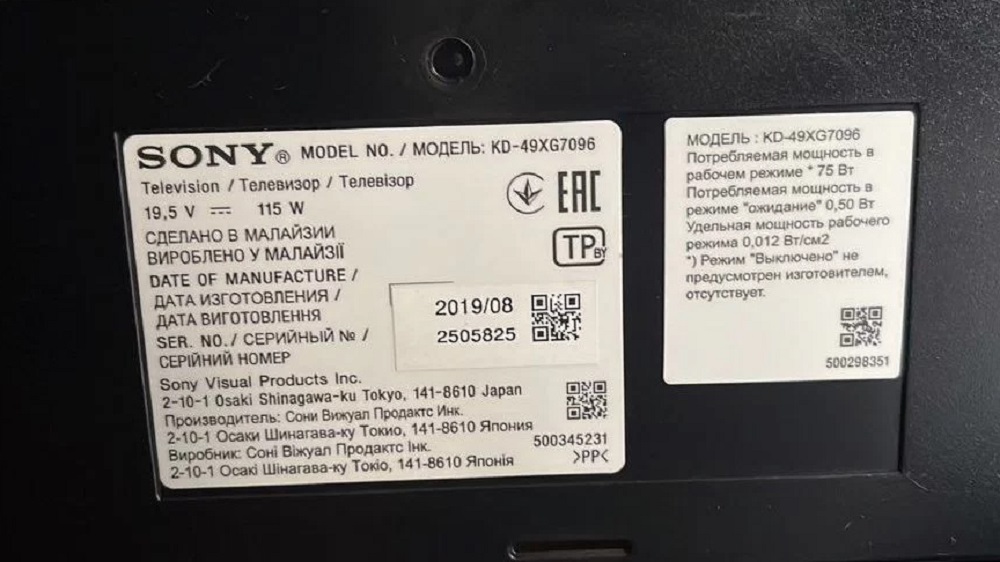 SONY® MODEL NO. / МОДЕЛЬ: KD-49XG7096
Television / Телевизор / Телевізор
19,5 V ⎓ 115 W
СДЕЛАНО В МАЛАЙЗИИ
ВИРОБЛЕНО У МАЛАЙЗІЇ
DATE OF MANUFACTURE /
ДАТА ИЗГОТОВЛЕНИЯ /
ДАТА ВИГОТОВЛЕННЯ
2019/08
SER. NO. / СЕРИЙНЫЙ № /
СЕРІЙНИЙ НОМЕР
2505825
EAC
TP BY
Sony Visual Products Inc.
2-10-1 Osaki Shinagawa-ku Tokyo, 141-8610 Japan
Производитель: Сони Вижуал Продактс Инк.
2-10-1 Осаки Шинагава-ку Токио, 141-8610 Япония
Виробник: Соні Віжуал Продактс Інк.
2-10-1 Осакі Шінагава-ку Токіо, 141-8610 Японія
500345231
>PP<
МОДЕЛЬ : KD-49XG7096
Потребляемая мощность в
рабочем режиме * 75 Вт
Потребляемая мощность в
режиме "ожидание" 0,50 Вт
Удельная мощность рабочего
режима 0,012 Вт/см2
*) Режим "Выключено" не
предусмотрен изготовителем,
отсутствует.
500298351